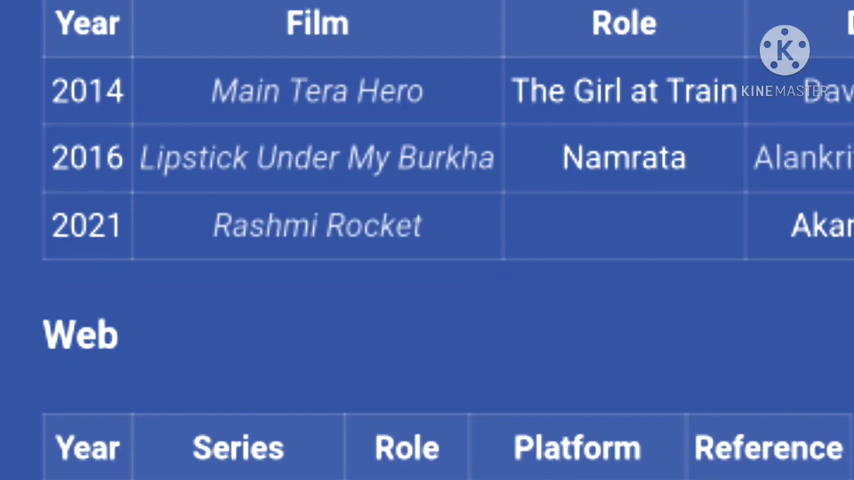 Year Film Role
2014 Main Tera Hero The Girl at Train
2016 Lipstick Under My Burkha Namrata
2021 Rashmi Rocket
Web
Year Series Role Platform Reference
K
KINEMASTER